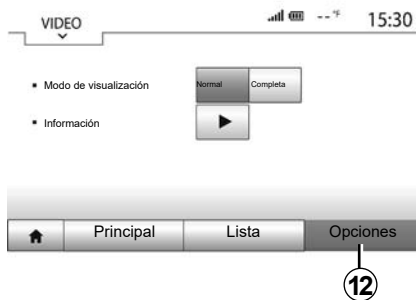 VIDEO
-- °F
15:30
Modo de visualización
Normal
Completa
Información
Principal
Lista
Opciones
12